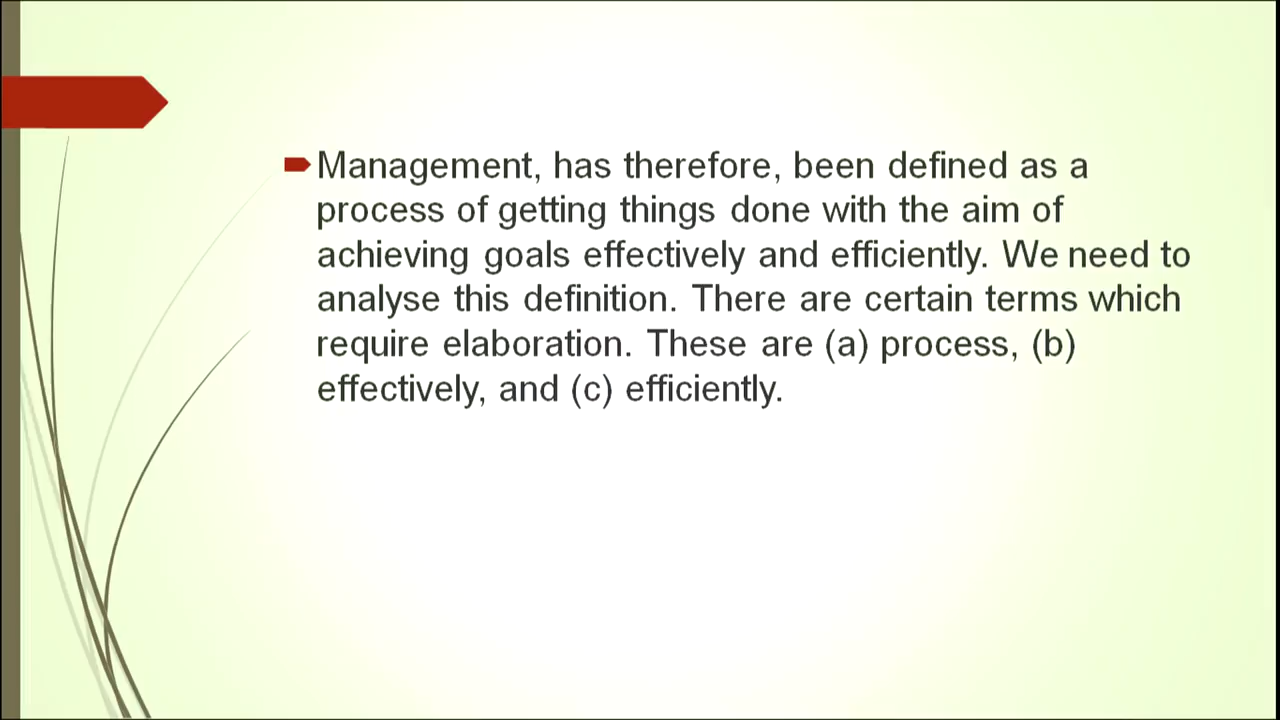 Management, has therefore, been defined as a
process of getting things done with the aim of
achieving goals effectively and efficiently. We need to
analyse this definition. There are certain terms which
require elaboration. These are (a) process, (b)
effectively, and (c) efficiently.